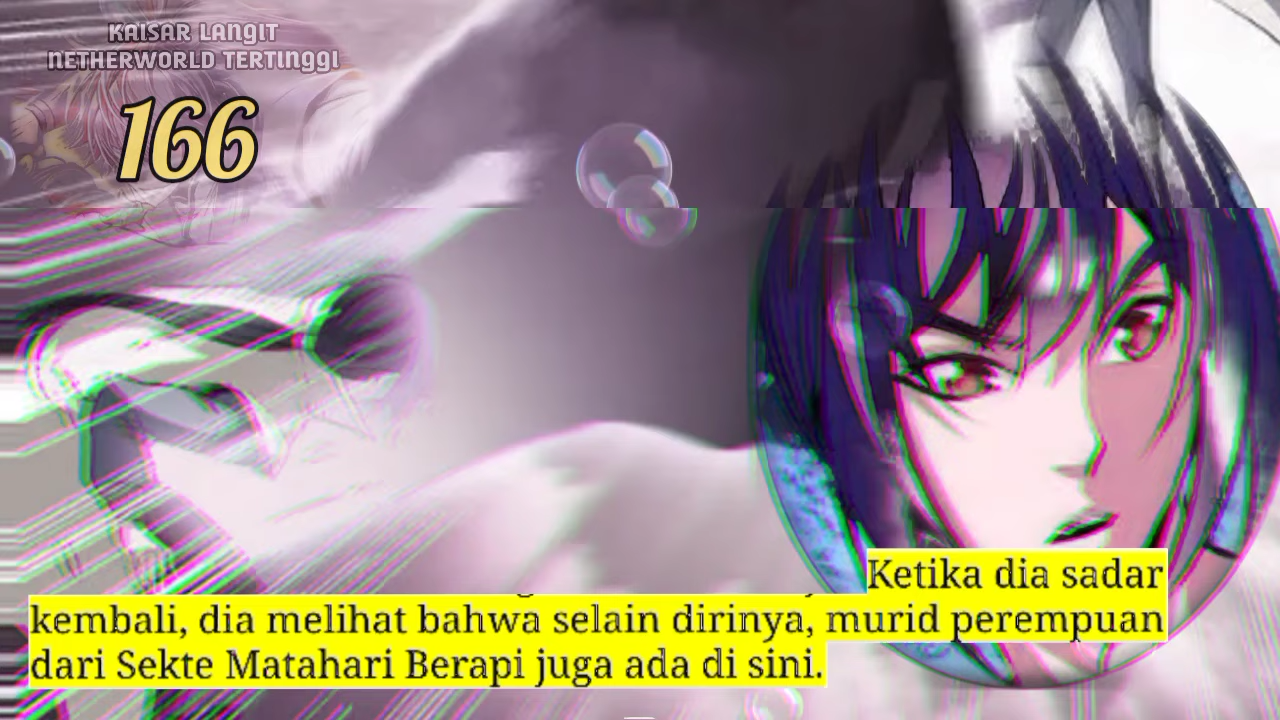 KAISAR LANGIT
NETHERWORLD TERTINGGI
166
Ketika dia sadar
kembali, dia melihat bahwa selain dirinya, murid perempuan
dari Sekte Matahari Berapi juga ada di sini.